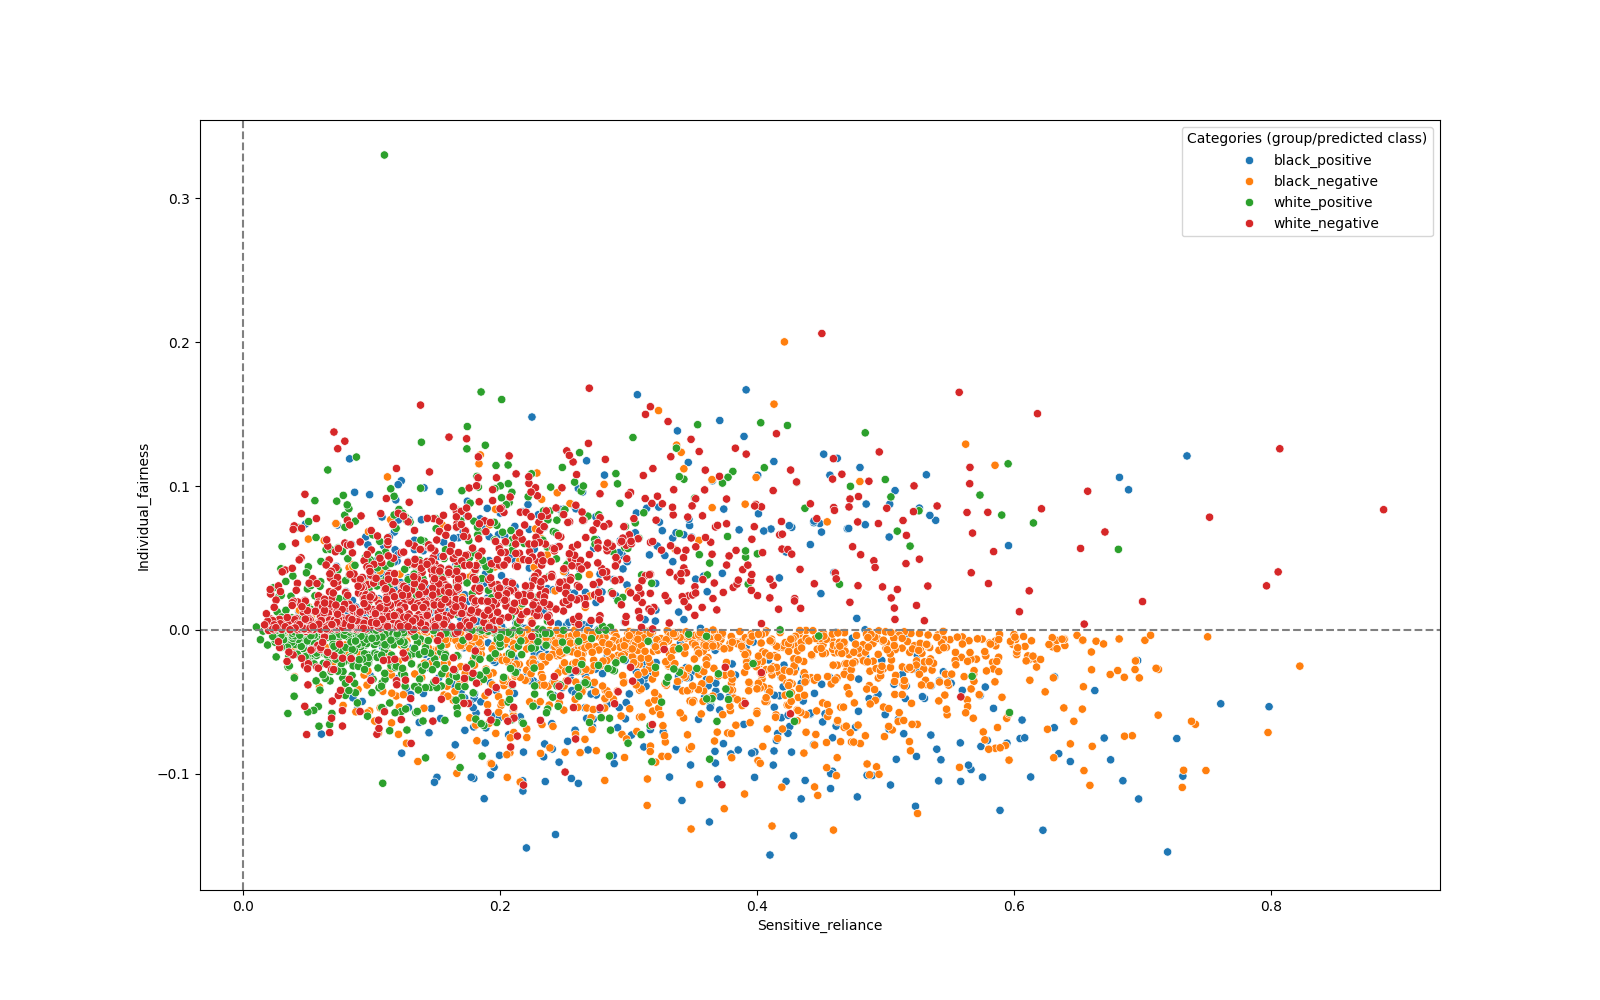 Categories (group/predicted class)
black_positive
black_negative
white_positive
white_negative
0.3
0.2
0.1
0.0
−0.1
Individual_fairness
0.0 0.2 0.4 0.6 0.8
Sensitive_reliance